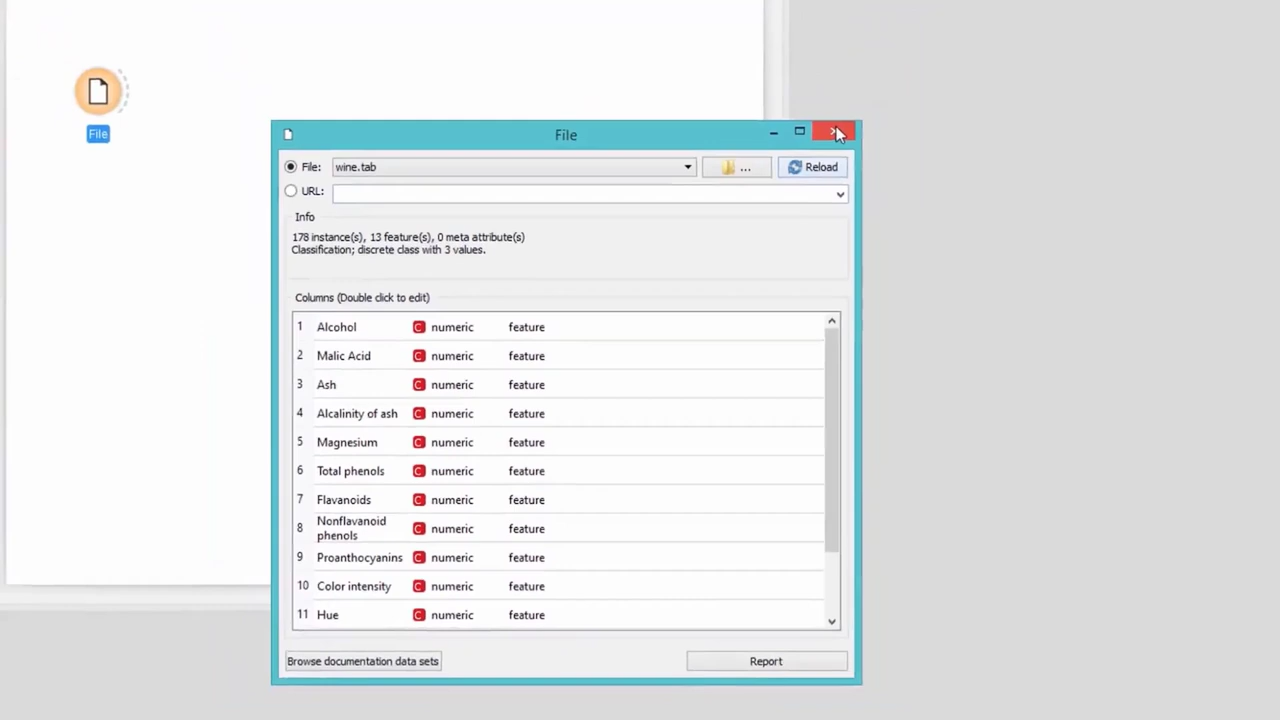 File
File
File: wine.tab ... Reload
URL:
Info
178 instance(s), 13 feature(s), 0 meta attribute(s)
Classification; discrete class with 3 values.
Columns (Double click to edit)
1 Alcohol C numeric feature
2 Malic Acid C numeric feature
3 Ash C numeric feature
4 Alcalinity of ash C numeric feature
5 Magnesium C numeric feature
6 Total phenols C numeric feature
7 Flavanoids C numeric feature
8 Nonflavanoid phenols C numeric feature
9 Proanthocyanins C numeric feature
10 Color intensity C numeric feature
11 Hue C numeric feature
Browse documentation data sets Report